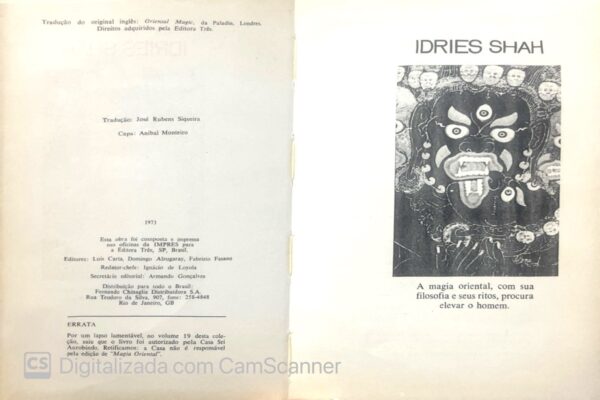 Tradução do original inglês: Oriental Magic, da Paladin, Londres.
Direitos adquiridos pela Editora Três.
Tradução: José Rubens Siqueira
Capa: Aníbal Monteiro
1973
Esta obra foi composta e impressa
nas oficinas da IMPRES para
a Editora Três, SP, Brasil.
Editores: Luis Carta, Domingo Alzugaray, Fabrizio Fasano
Redator-chefe: Ignácio de Loyola
Secretário editorial: Armando Gonçalves
Distribuição para todo o Brasil:
Fernando Chinaglia Distribuidora S.A.
Rua: Teodoro da Silva, 907, fone: 258-4848
Rio de Janeiro, GB
ERRATA
Por um lapso lamentável, no volume 19 desta cole-
ção, saiu que o livro foi autorizado pela Casa Sri
Aurobindo. Retificamos: a Casa não é responsável
pela edição de "Magia Oriental".
CS Digitalizada com CamScanner
IDRIES SHAH
A magia oriental, com sua
filosofia e seus ritos, procura
elevar o homem.